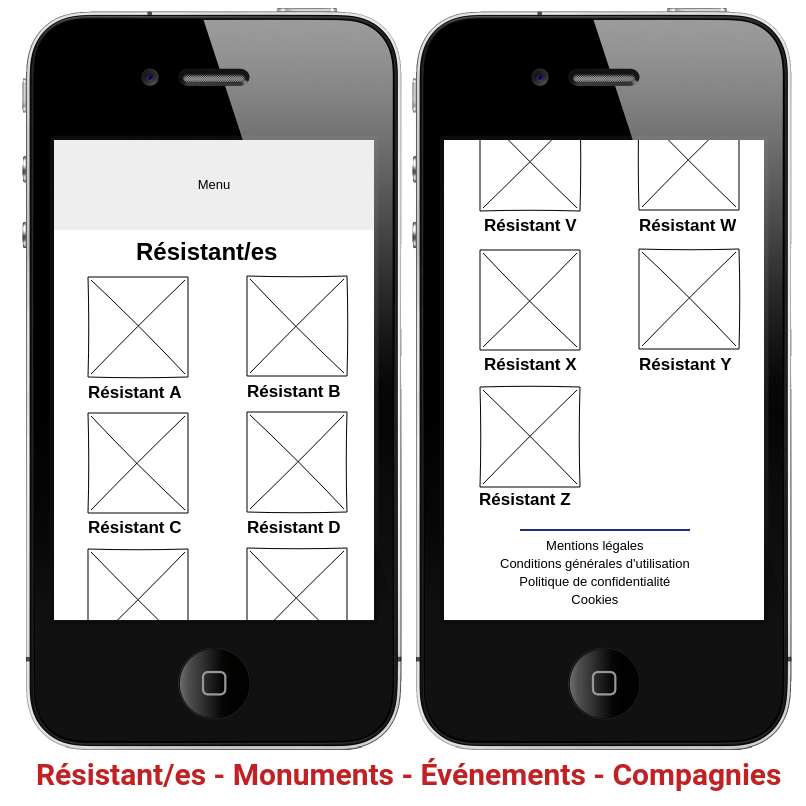 Menu
Résistant/es
Résistant A
Résistant B
Résistant C
Résistant D
Résistant V
Résistant W
Résistant X
Résistant Y
Résistant Z
Mentions légales
Conditions générales d'utilisation
Politique de confidentialité
Cookies
Résistant/es - Monuments - Événements - Compagnies